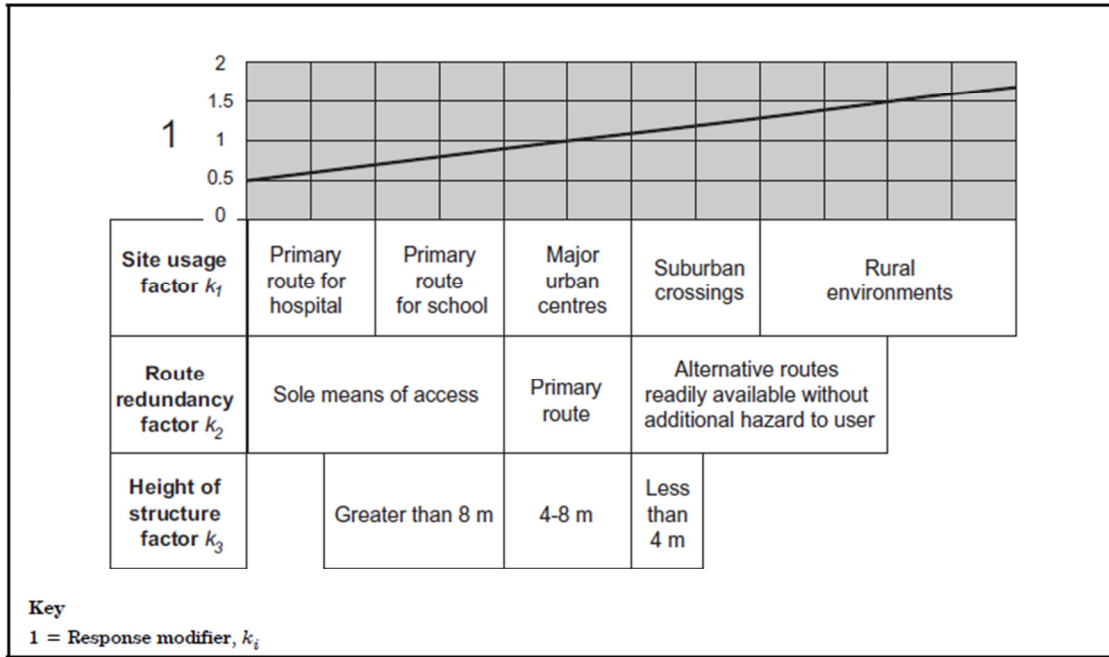 2
1.5
1
1
0.5
0
Site usage
factor k1
Primary
route for
hospital
Primary
route
for school
Major
urban
centres
Suburban
crossings
Rural
environments
Route
redundancy
factor k2
Sole means of access
Primary
route
Alternative routes
readily available without
additional hazard to user
Height of
structure
factor k3
Greater than 8 m
4-8 m
Less
than
4 m
Key
1 = Response modifier, ki